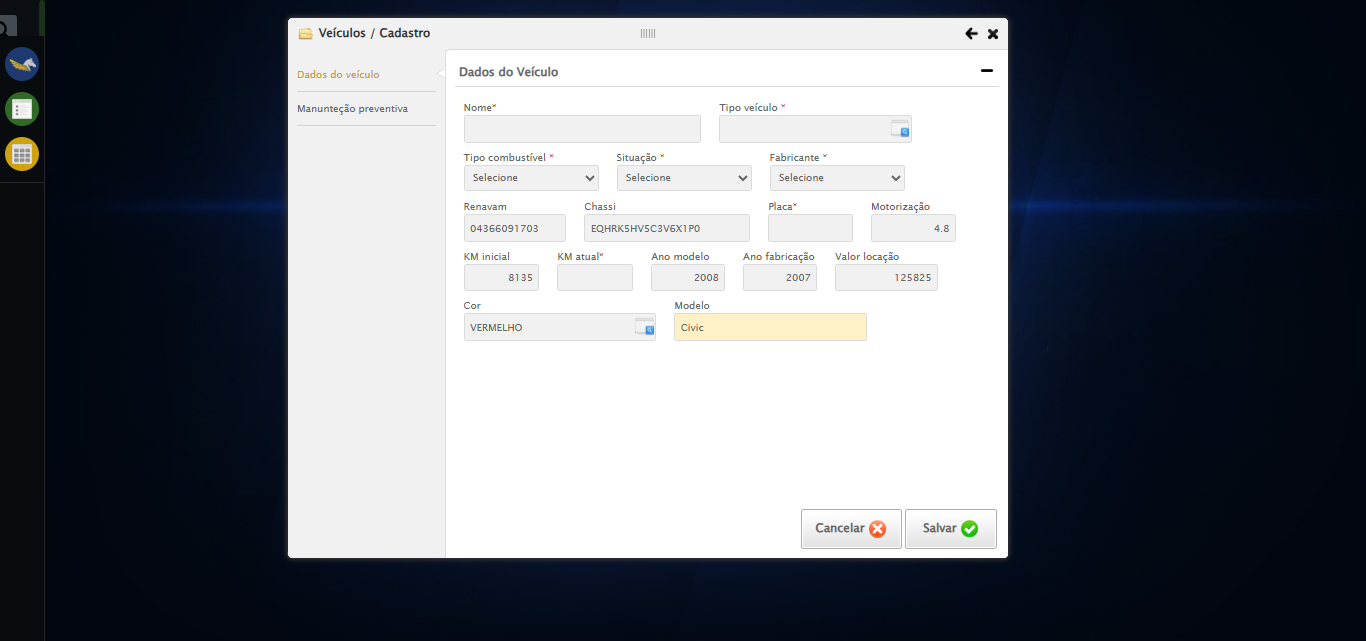 Veículos / Cadastro
Dados do veículo
Manunteção preventiva
Dados do Veículo
Nome* Tipo veículo *
Tipo combustível * Situação * Fabricante *
Selecione Selecione Selecione
Renavam Chassi Placa* Motorização
04366091703 EQHRK5HV5C3V6X1P0 4.8
KM inicial KM atual* Ano modelo Ano fabricação Valor locação
8135 2008 2007 125825
Cor Modelo
VERMELHO Civic
Cancelar Salvar